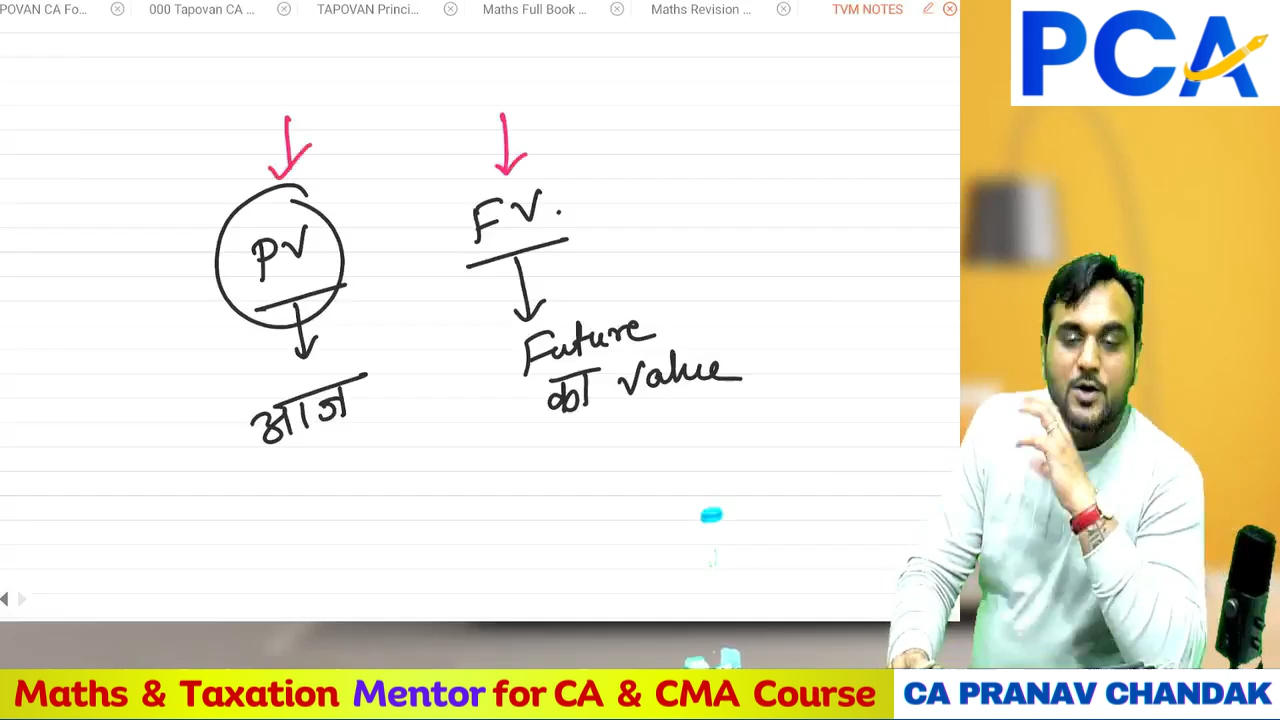 POVAN CA Fo...
000 Tapovan CA ...
TAPOVAN Princi...
Maths Full Book ...
Maths Revision ...
TVM NOTES
PCA
PV
FV.
आज
Future
का value
Maths & Taxation Mentor for CA & CMA Course
CA PRANAV CHANDAK